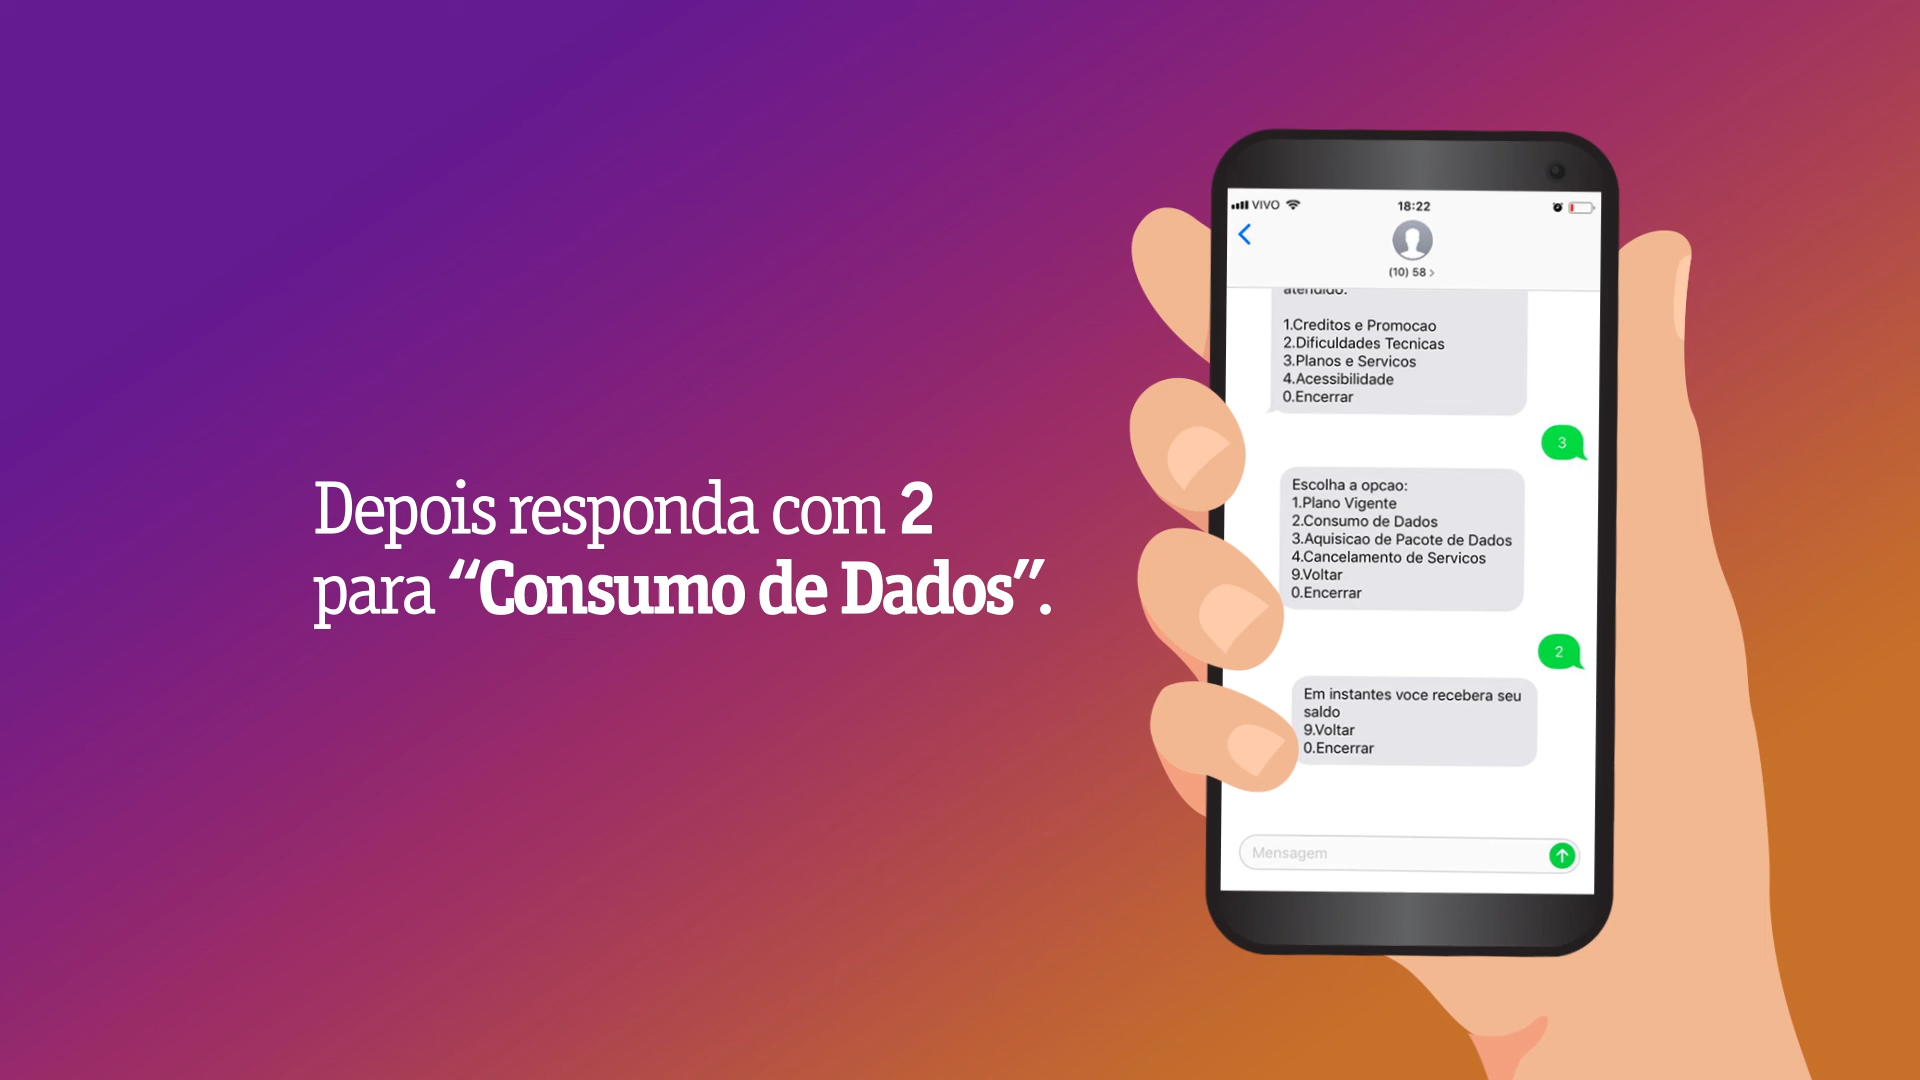 Depois responda com 2
para “Consumo de Dados”.
VIVO
18:22
(10) 58 >
atendido:
1.Creditos e Promocao
2.Dificuldades Tecnicas
3.Planos e Servicos
4.Acessibilidade
0.Encerrar
3
Escolha a opcao:
1.Plano Vigente
2.Consumo de Dados
3.Aquisicao de Pacote de Dados
4.Cancelamento de Servicos
9.Voltar
0.Encerrar
2
Em instantes voce recebera seu
saldo
9.Voltar
0.Encerrar
Mensagem